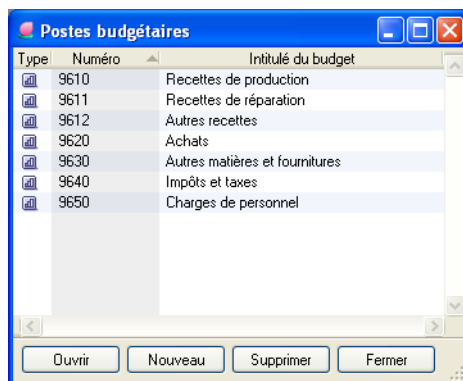 Postes budgétaires
Type Numéro Intitulé du budget
9610 Recettes de production
9611 Recettes de réparation
9612 Autres recettes
9620 Achats
9630 Autres matières et fournitures
9640 Impôts et taxes
9650 Charges de personnel
Ouvrir Nouveau Supprimer Fermer